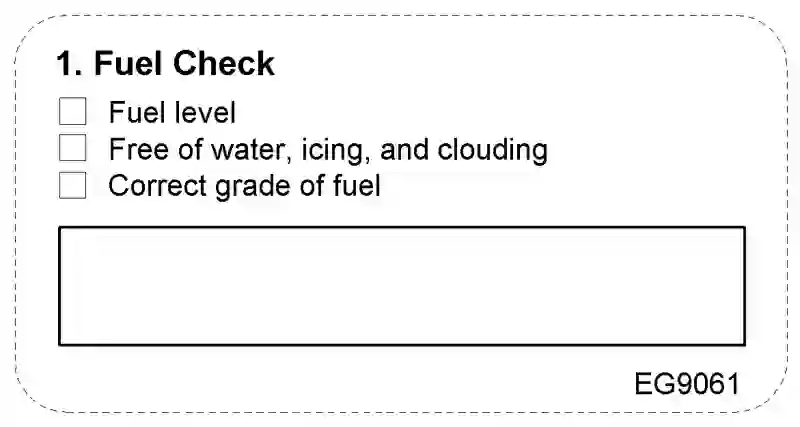 1. Fuel Check
Fuel level
Free of water, icing, and clouding
Correct grade of fuel
EG9061